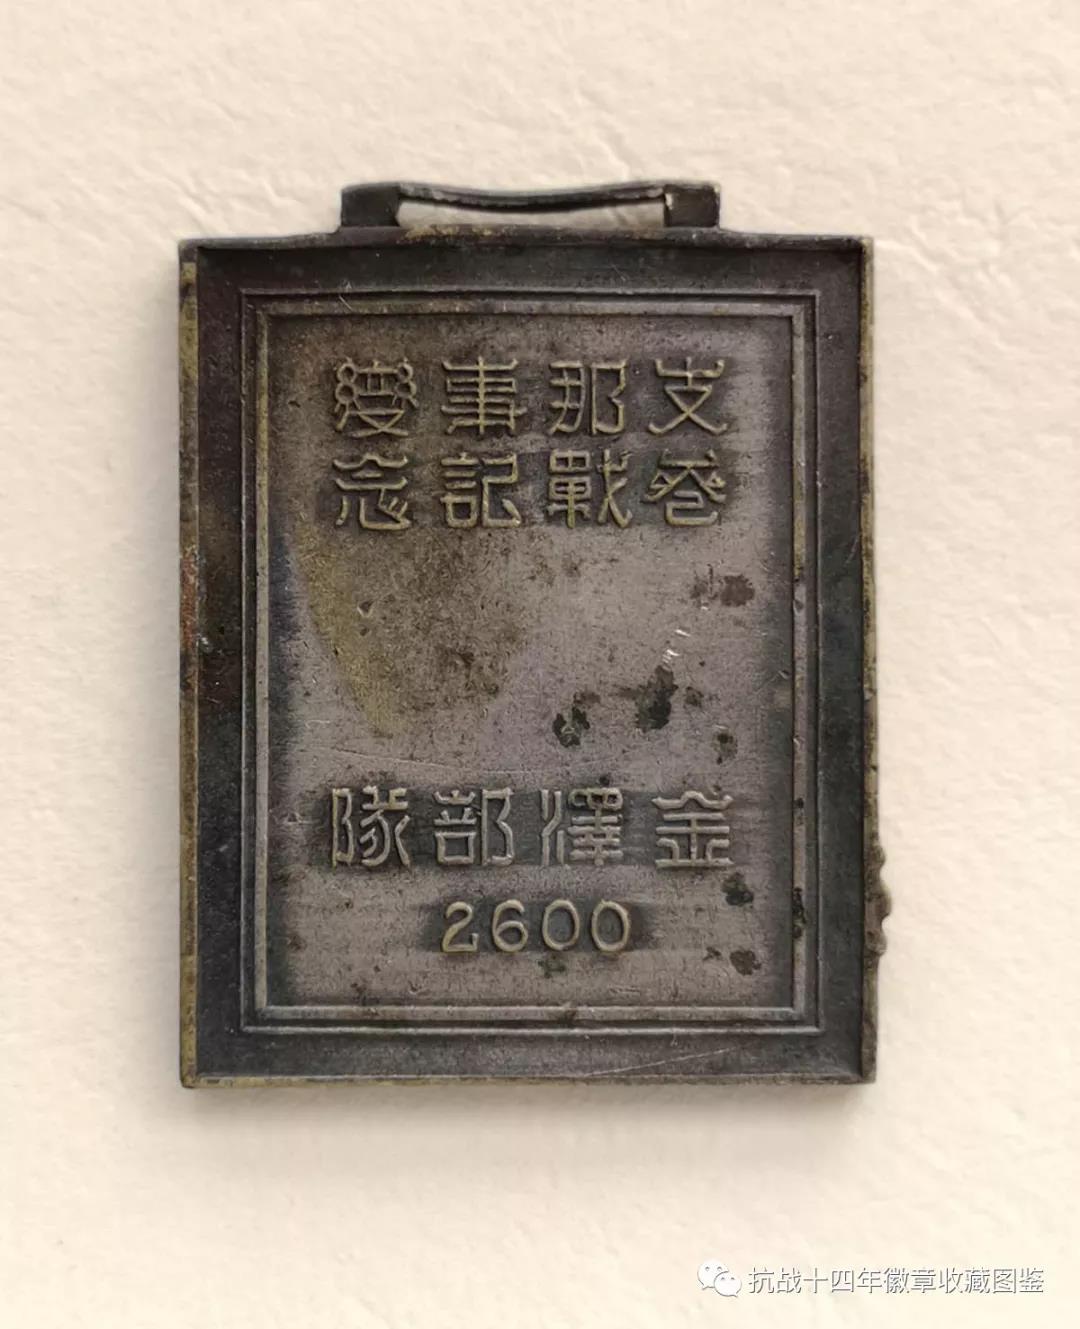 支那事變
參戰記念
金澤部隊
2600
抗战十四年徽章收藏图鉴